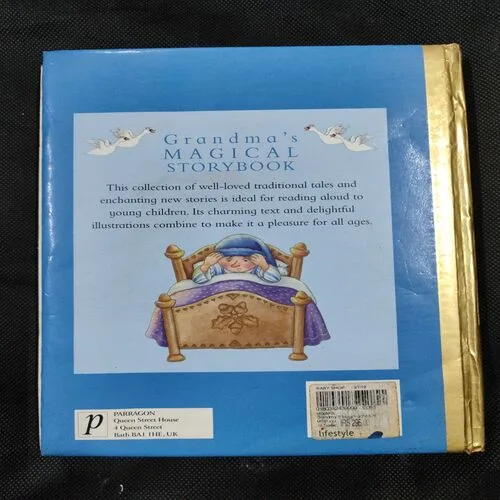 Grandma's
MAGICAL
STORYBOOK
This collection of well-loved traditional tales and
enchanting new stories is ideal for reading aloud to
young children. Its charming text and delightful
illustrations combine to make it a pleasure for all ages.
p
PARRAGON
Queen Street House
4 Queen Street
Bath BA1 1HE, UK
BABY SHOP
lifestyle